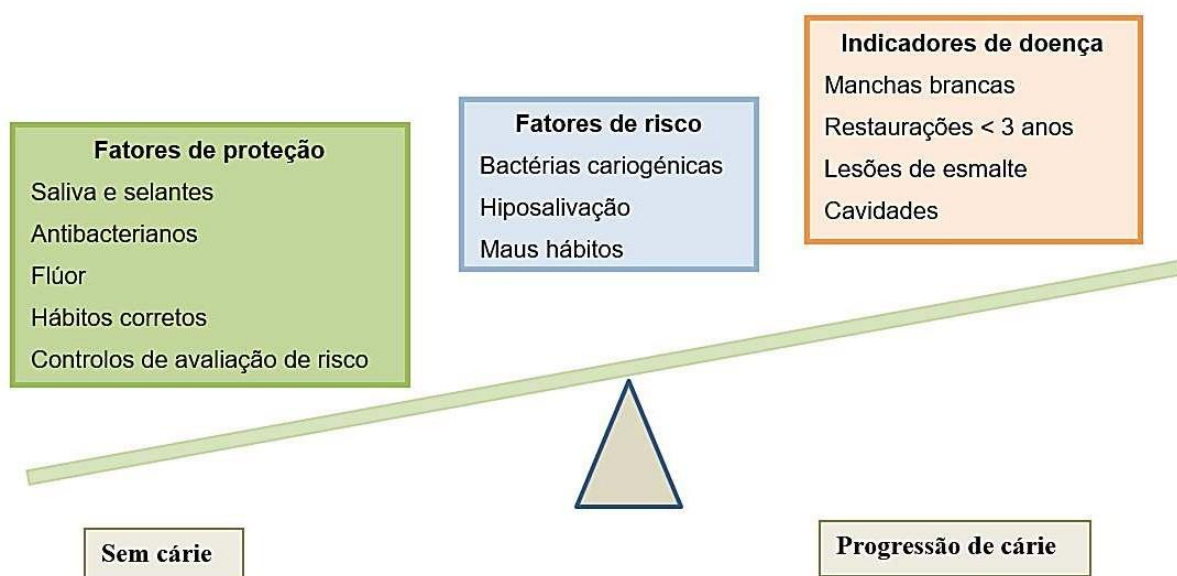 Fatores de proteção
Saliva e selantes
Antibacterianos
Flúor
Hábitos corretos
Controlos de avaliação de risco
Fatores de risco
Bactérias cariogénicas
Hiposalivação
Maus hábitos
Indicadores de doença
Manchas brancas
Restaurações < 3 anos
Lesões de esmalte
Cavidades
Sem cárie
Progressão de cárie